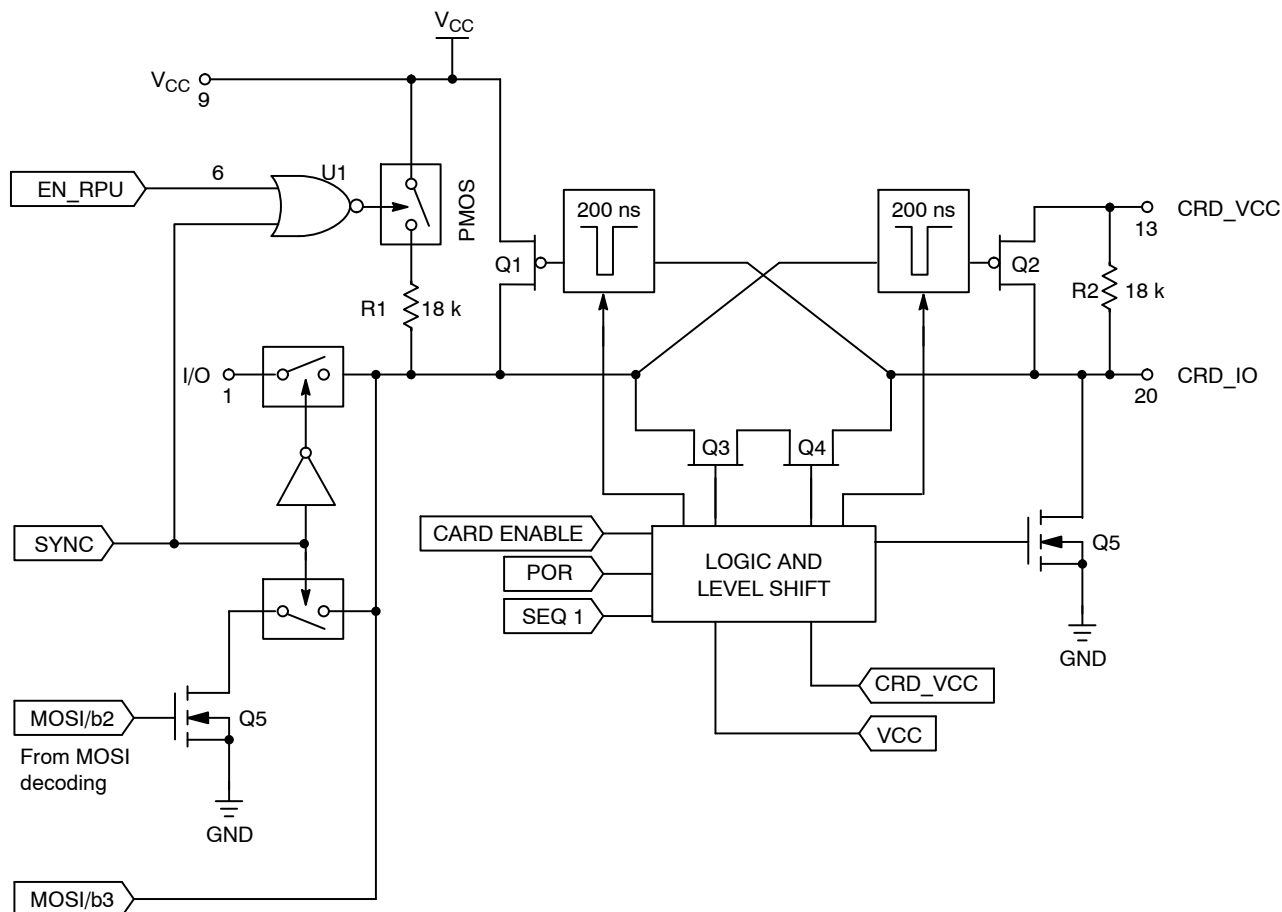 VCC
VCC
9
EN_RPU
6
U1
PMOS
200 ns
200 ns
CRD_VCC
13
Q1
Q2
R1
18 k
R2
18 k
I/O
1
CRD_IO
20
Q3
Q4
SYNC
CARD ENABLE
POR
SEQ 1
LOGIC AND
LEVEL SHIFT
Q5
GND
MOSI/b2
Q5
From MOSI
decoding
GND
CRD_VCC
VCC
MOSI/b3